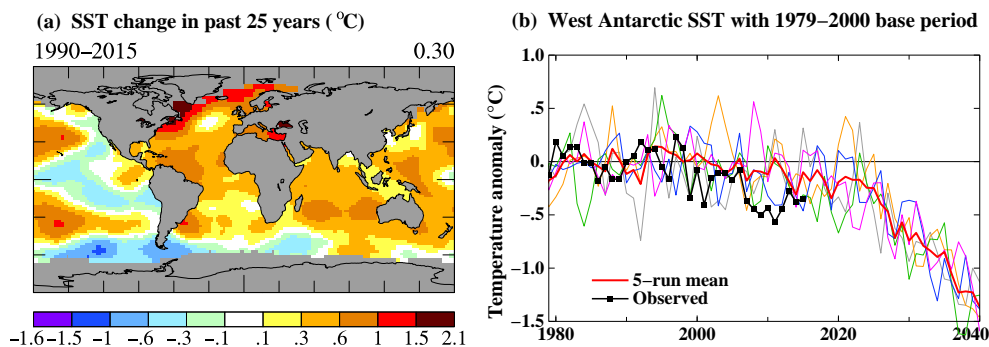 (a) SST change in past 25 years (°C)
1990−2015 0.30
−1.6 −1.5 −1 −.6 −.3 −.1 .1 .3 .6 1 1.5 2.1
(b) West Antarctic SST with 1979−2000 base period
Temperature anomaly (°C)
1.0
.5
0.
−0.5
−1.0
−1.5
5−run mean
Observed
1980 2000 2020 2040